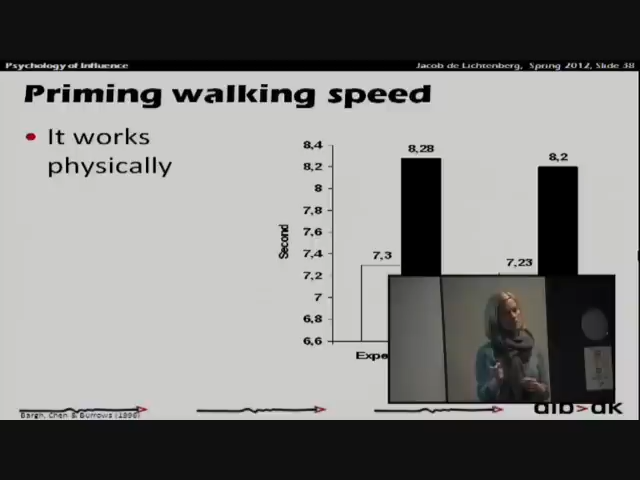 Psychology of Influence
Jacob de Lichtenberg, Spring 2012, Slide 38
Priming walking speed
It works
physically
8,4
8,2
8
7,8
7,6
7,4
7,2
7
6,8
6,6
Second
7,3
8,28
7,23
8,2
Expe
Bargh, Chen & Burrows (1996)
dib>dk